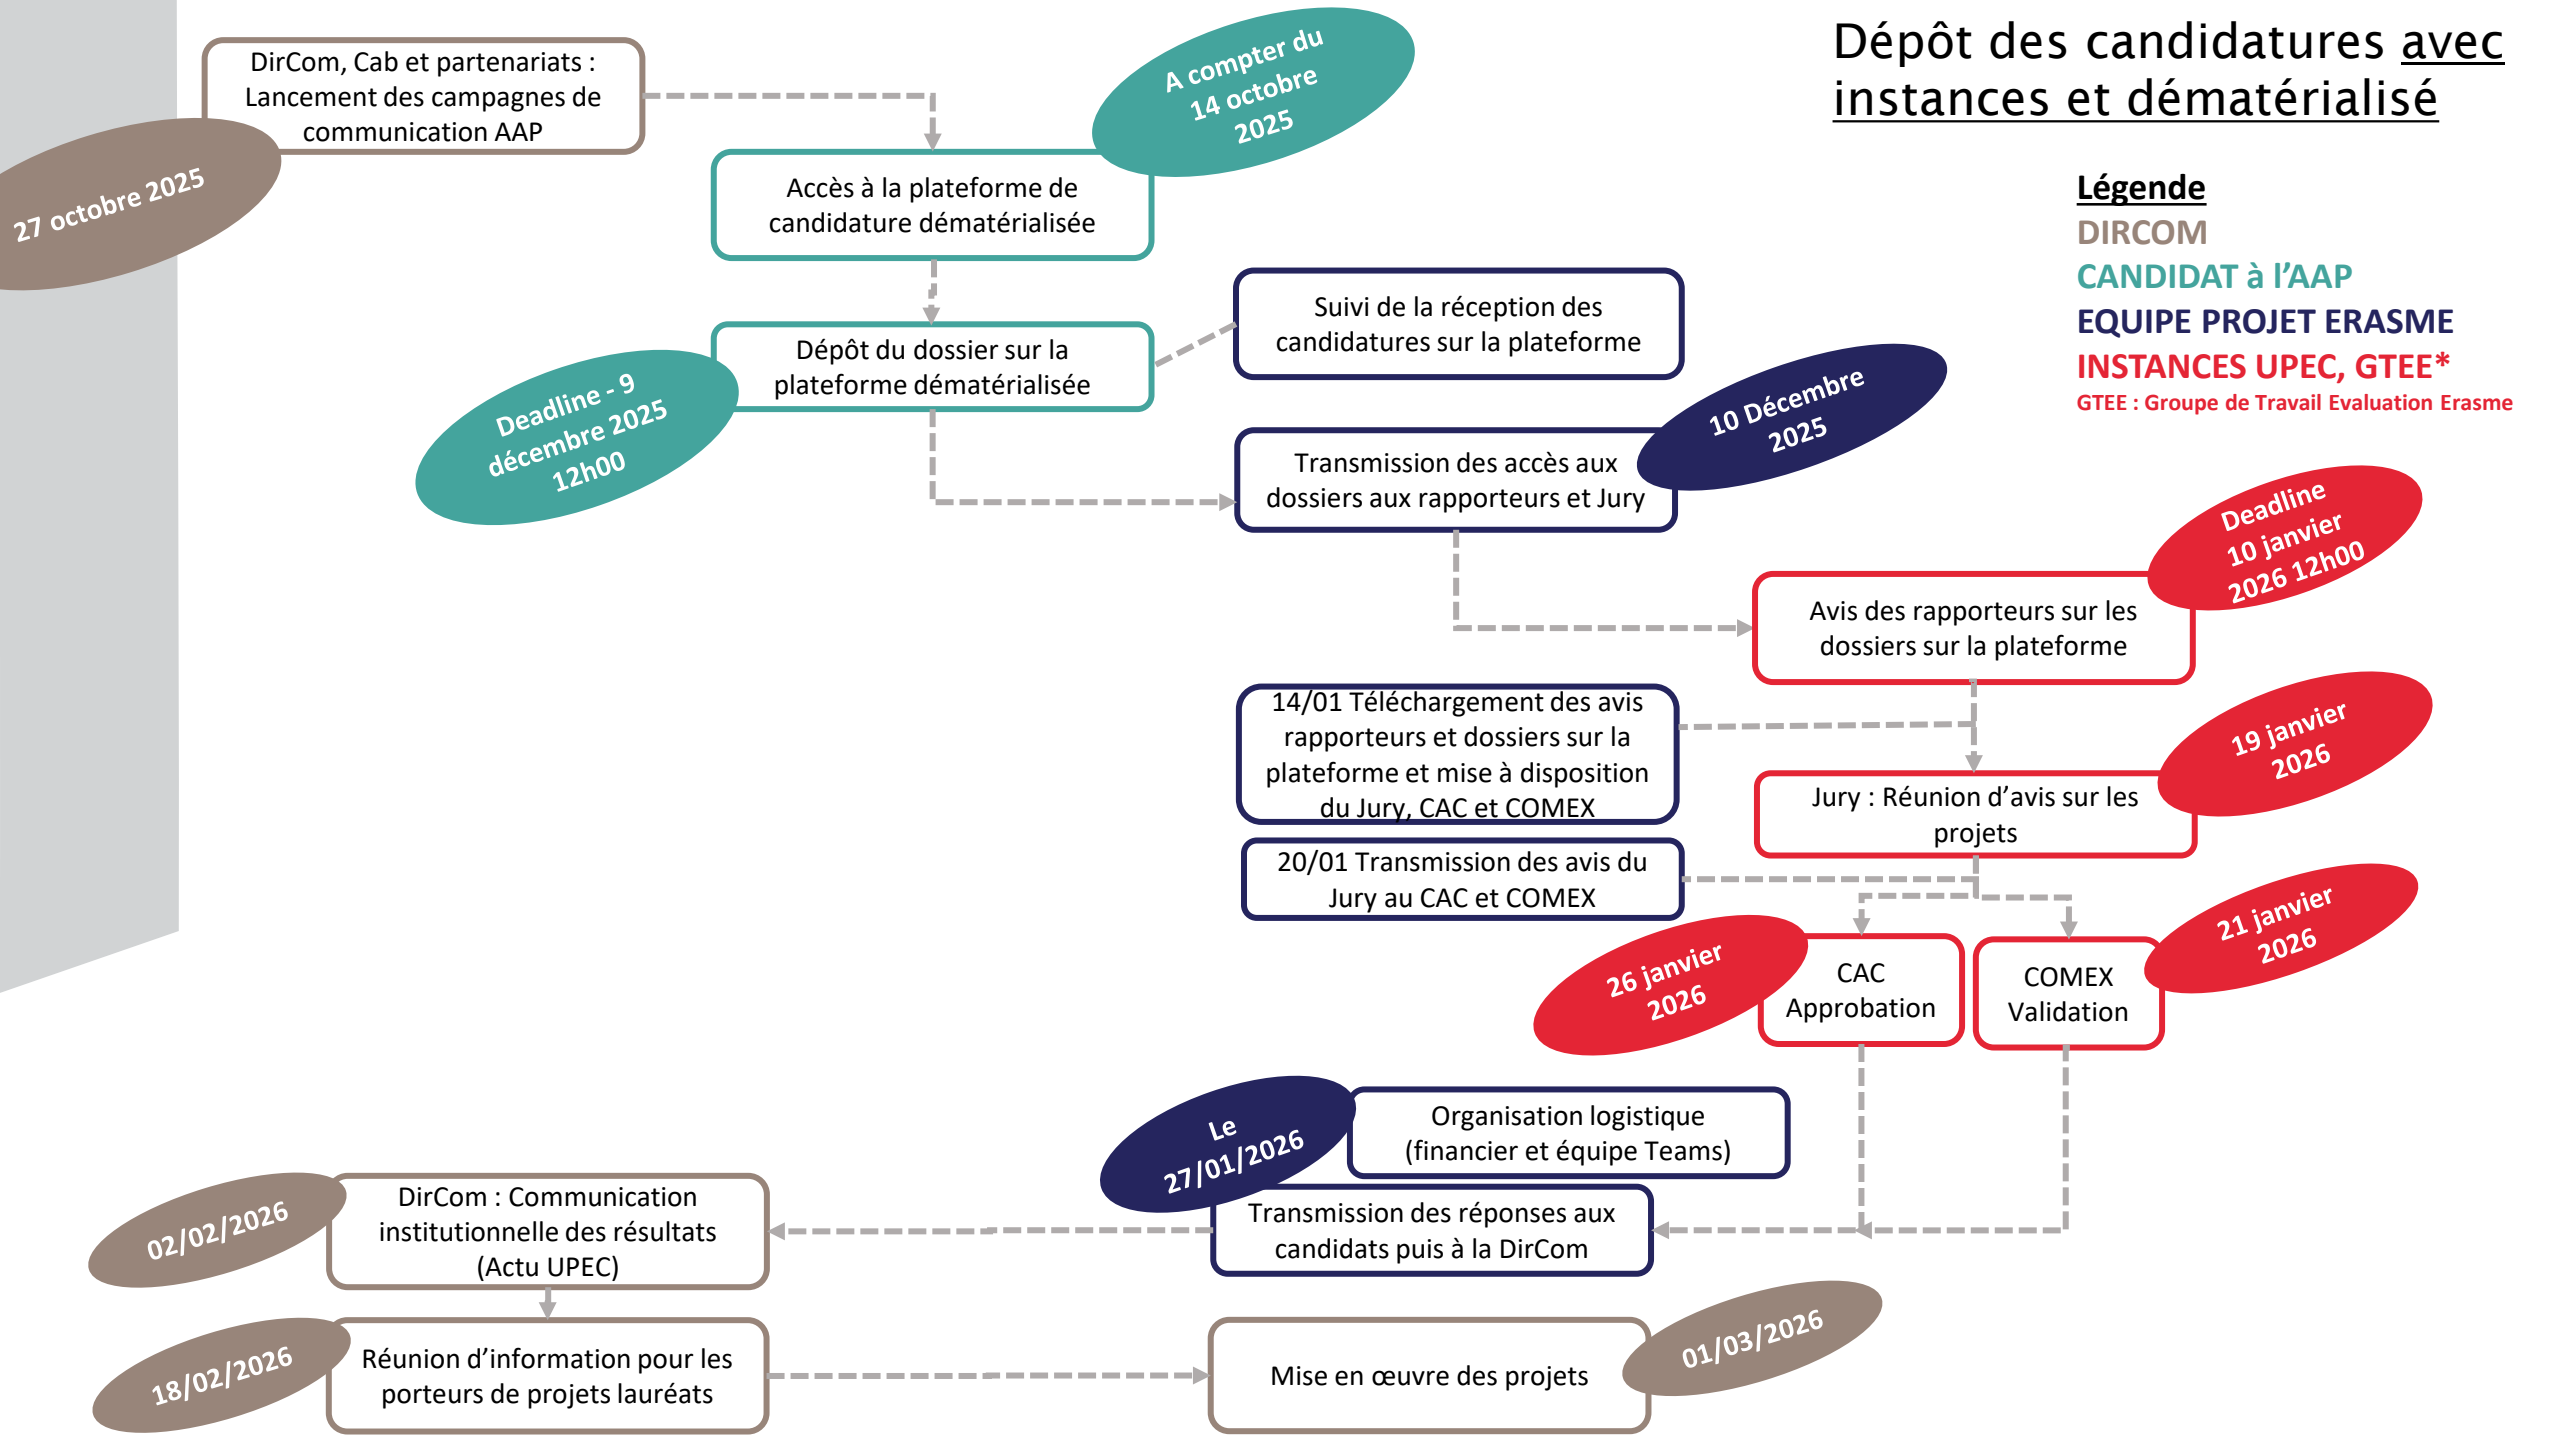 Dépôt des candidatures avec
instances et dématérialisé
DirCom, Cab et partenariats :
Lancement des campagnes de
communication AAP
27 octobre 2025
A compter du
14 octobre
2025
Accès à la plateforme de
candidature dématérialisée
Légende
DIRCOM
CANDIDAT à l'AAP
EQUIPE PROJET ERASME
INSTANCES UPEC, GTEE*
GTEE : Groupe de Travail Evaluation Erasme
Suivi de la réception des
candidatures sur la plateforme
Dépôt du dossier sur la
plateforme dématérialisée
Deadline - 9
décembre 2025
12h00
10 Décembre
2025
Transmission des accès aux
dossiers aux rapporteurs et Jury
Deadline
10 janvier
2026 12h00
Avis des rapporteurs sur les
dossiers sur la plateforme
14/01 Téléchargement des avis
rapporteurs et dossiers sur la
plateforme et mise à disposition
du Jury, CAC et COMEX
19 janvier
2026
Jury : Réunion d'avis sur les
projets
20/01 Transmission des avis du
Jury au CAC et COMEX
26 janvier
2026
CAC
Approbation
COMEX
Validation
21 janvier
2026
Le
27/01/2026
Organisation logistique
(financier et équipe Teams)
Transmission des réponses aux
candidats puis à la DirCom
02/02/2026
DirCom : Communication
institutionnelle des résultats
(Actu UPEC)
18/02/2026
Réunion d'information pour les
porteurs de projets lauréats
Mise en œuvre des projets
01/03/2026